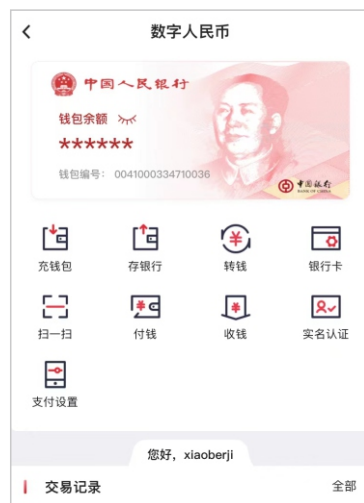 数字人民币
中国人民银行
钱包余额
******
钱包编号： 0041000334710036
中国银行
BANK OF CHINA
充钱包 存银行 转钱 银行卡
扫一扫 付钱 收钱 实名认证
支付设置
您好，xiaoberji
交易记录 全部